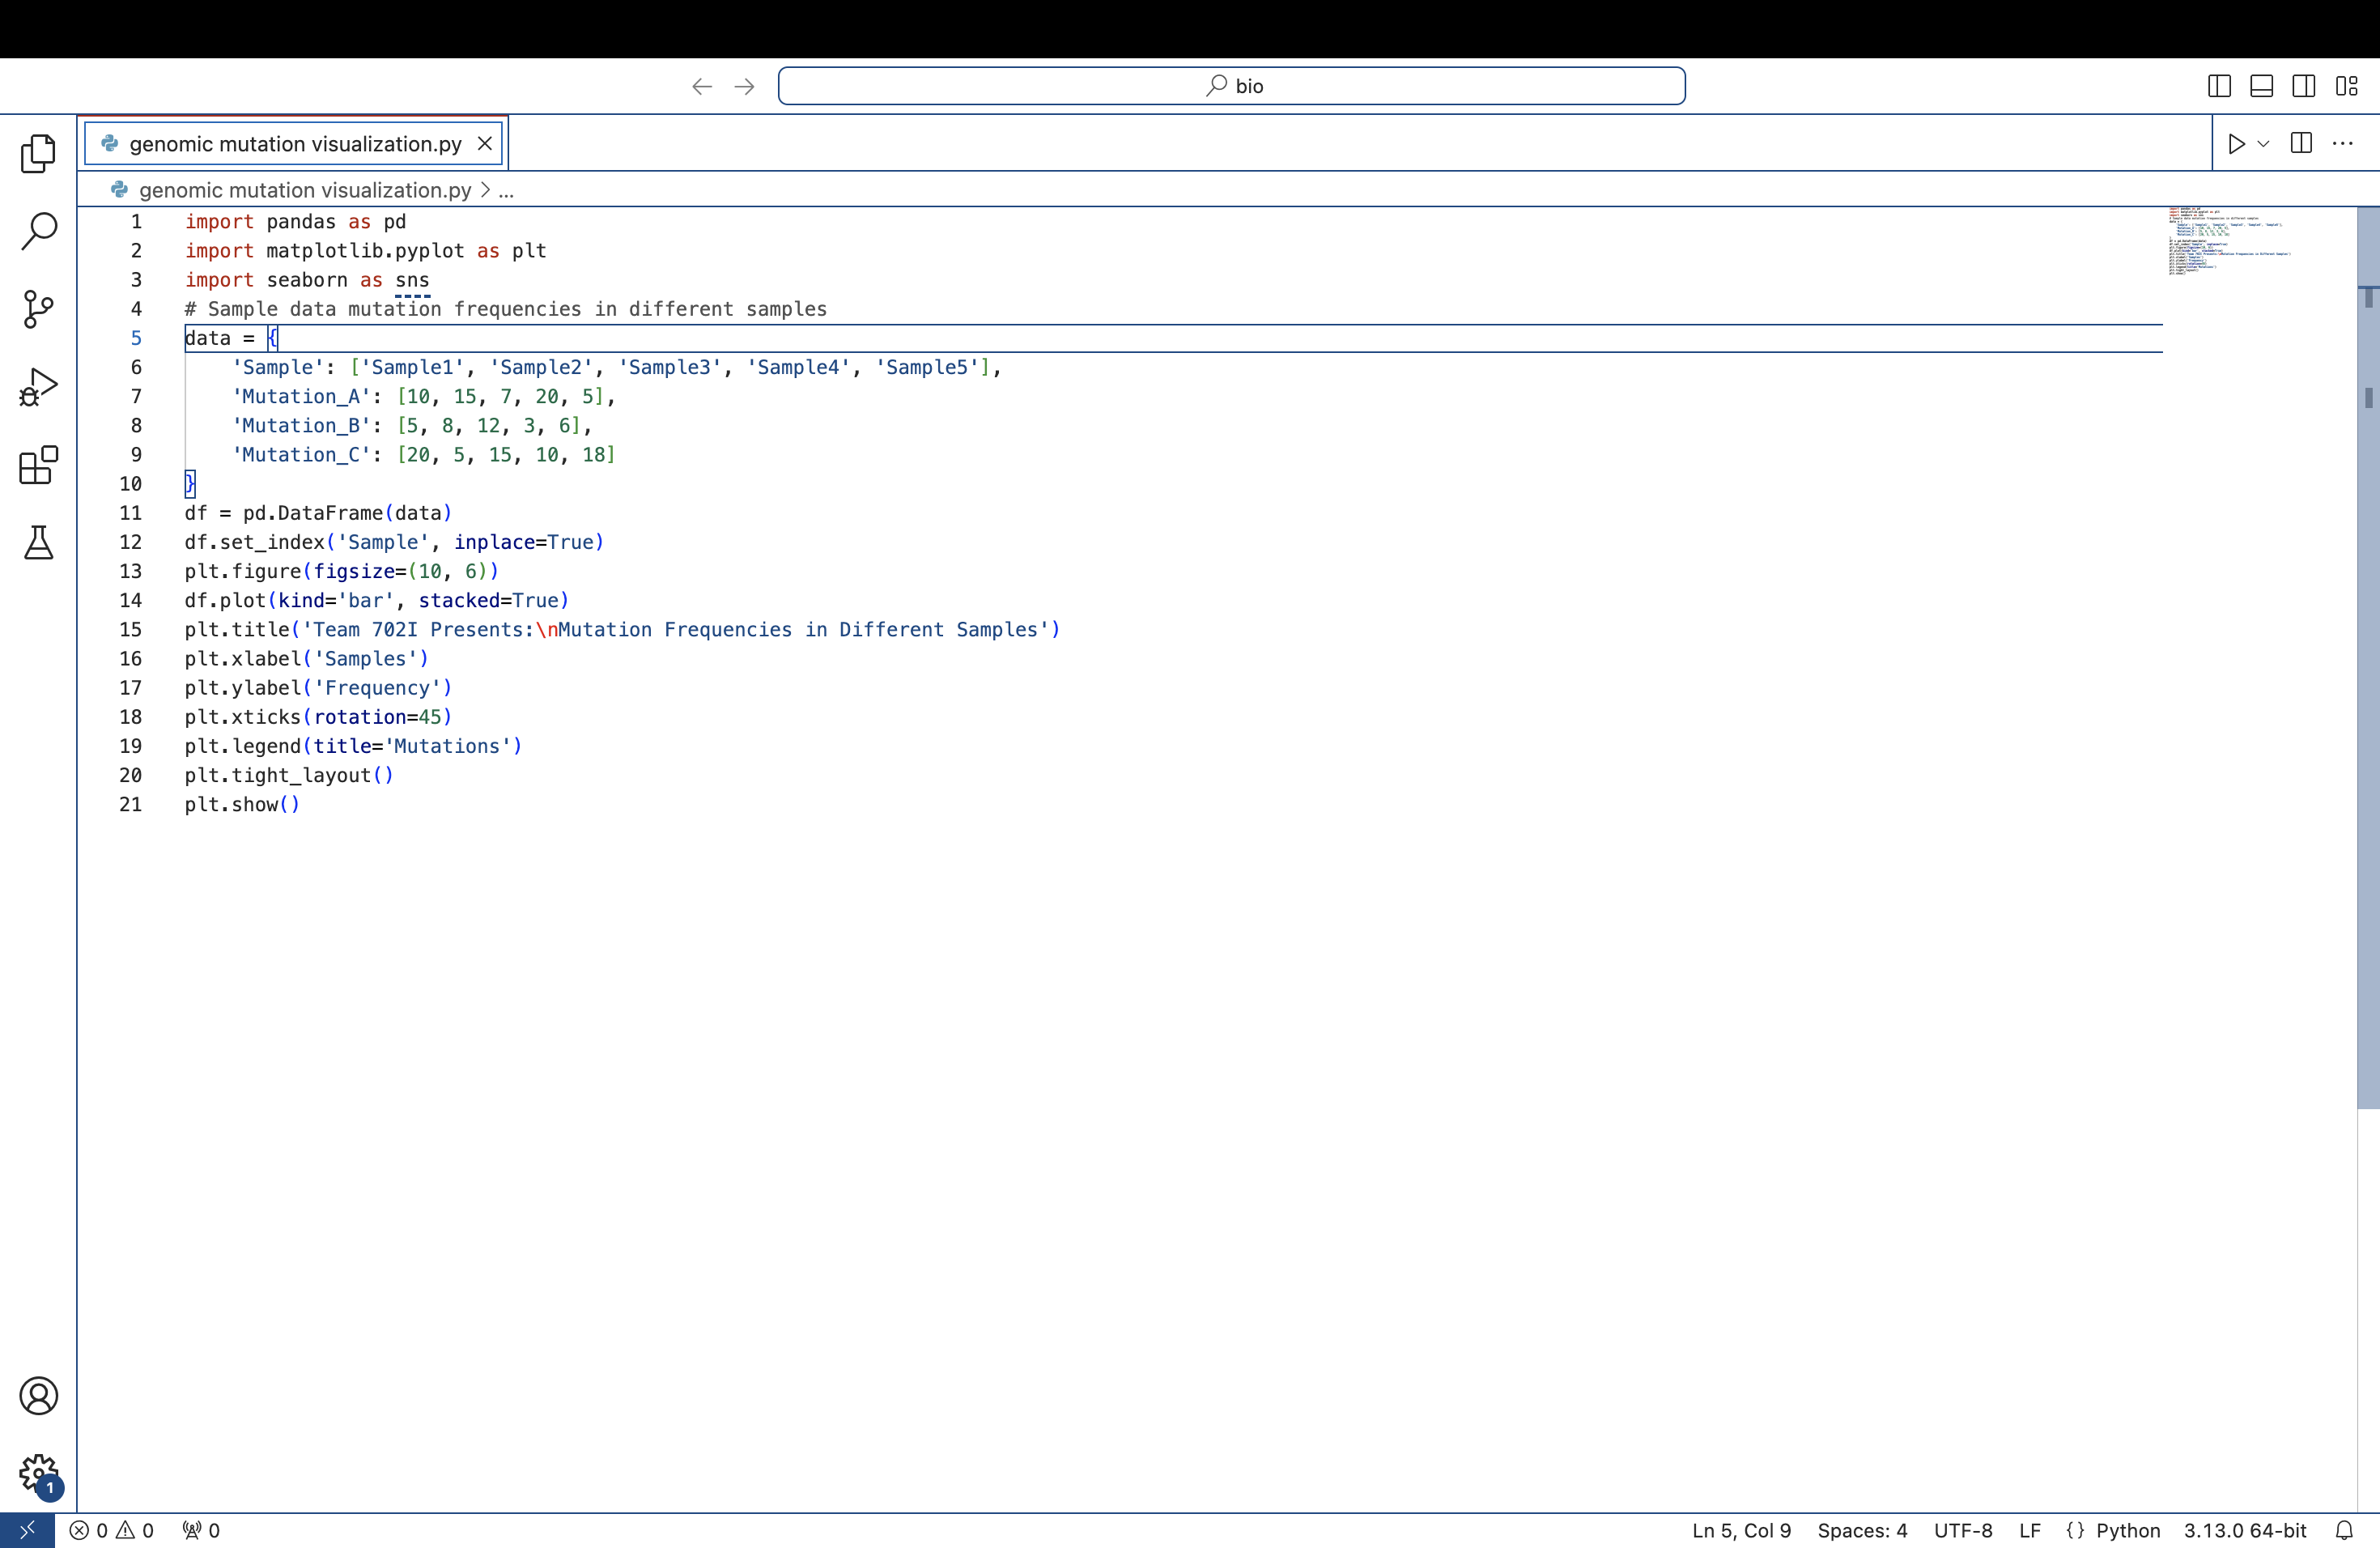 bio
genomic mutation visualization.py
genomic mutation visualization.py > ...
1 import pandas as pd
2 import matplotlib.pyplot as plt
3 import seaborn as sns
4 # Sample data mutation frequencies in different samples
5 data = {
6     'Sample': ['Sample1', 'Sample2', 'Sample3', 'Sample4', 'Sample5'],
7     'Mutation_A': [10, 15, 7, 20, 5],
8     'Mutation_B': [5, 8, 12, 3, 6],
9     'Mutation_C': [20, 5, 15, 10, 18]
10 }
11 df = pd.DataFrame(data)
12 df.set_index('Sample', inplace=True)
13 plt.figure(figsize=(10, 6))
14 df.plot(kind='bar', stacked=True)
15 plt.title('Team 702I Presents:\nMutation Frequencies in Different Samples')
16 plt.xlabel('Samples')
17 plt.ylabel('Frequency')
18 plt.xticks(rotation=45)
19 plt.legend(title='Mutations')
20 plt.tight_layout()
21 plt.show()
1
0 0 0 Ln 5, Col 9 Spaces: 4 UTF-8 LF {} Python 3.13.0 64-bit